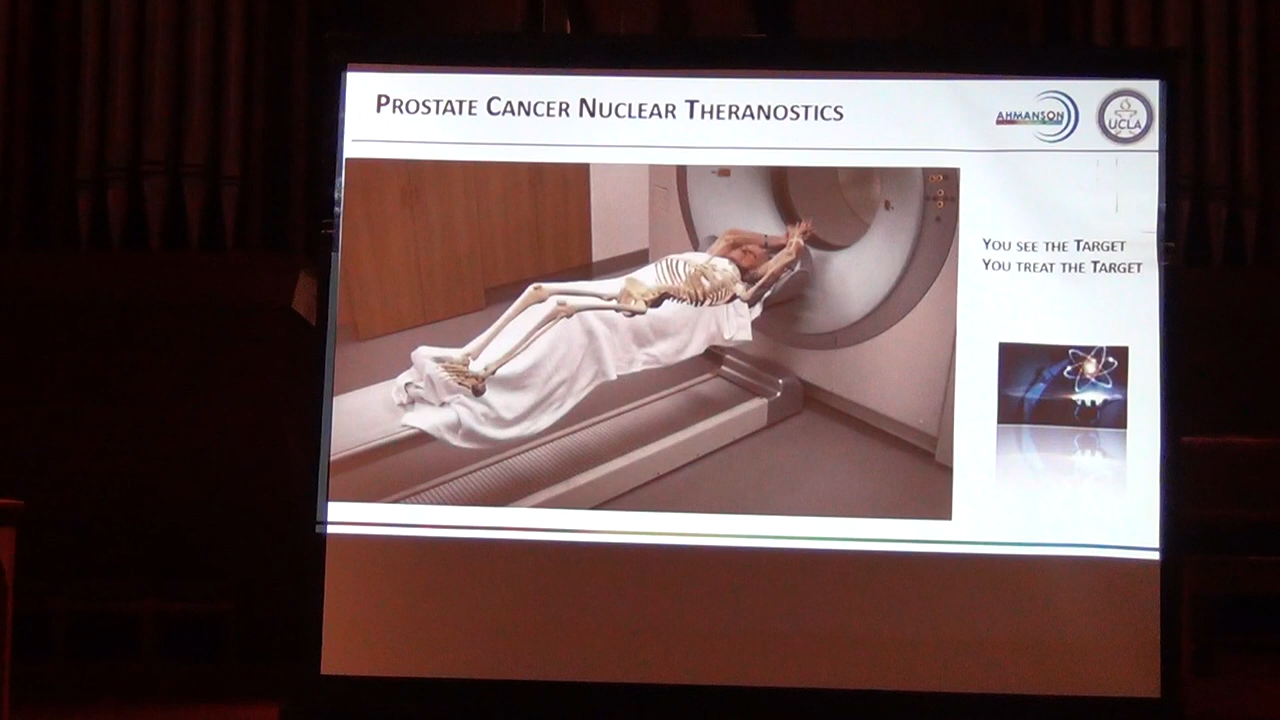 PROSTATE CANCER NUCLEAR THERANOSTICS
AHMANSON
UCLA
YOU SEE THE TARGET
YOU TREAT THE TARGET